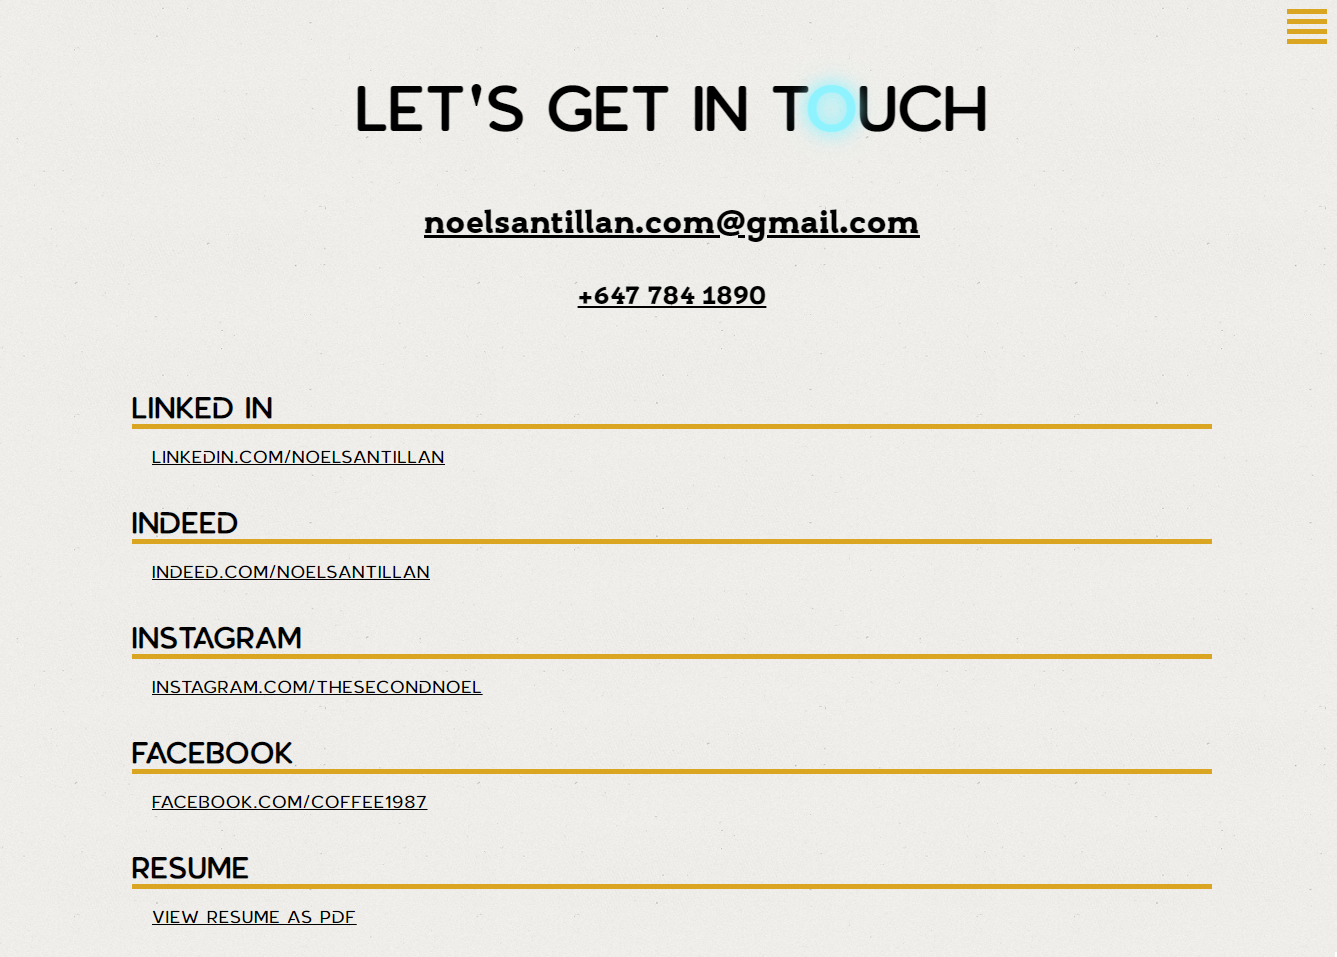 LET'S GET IN TOUCH
noelsantillan.com@gmail.com
+647 784 1890
LINKED IN
LINKEDIN.COM/NOELSANTILLAN
INDEED
INDEED.COM/NOELSANTILLAN
INSTAGRAM
INSTAGRAM.COM/THESECONDNOEL
FACEBOOK
FACEBOOK.COM/COFFEE1987
RESUME
VIEW RESUME AS PDF